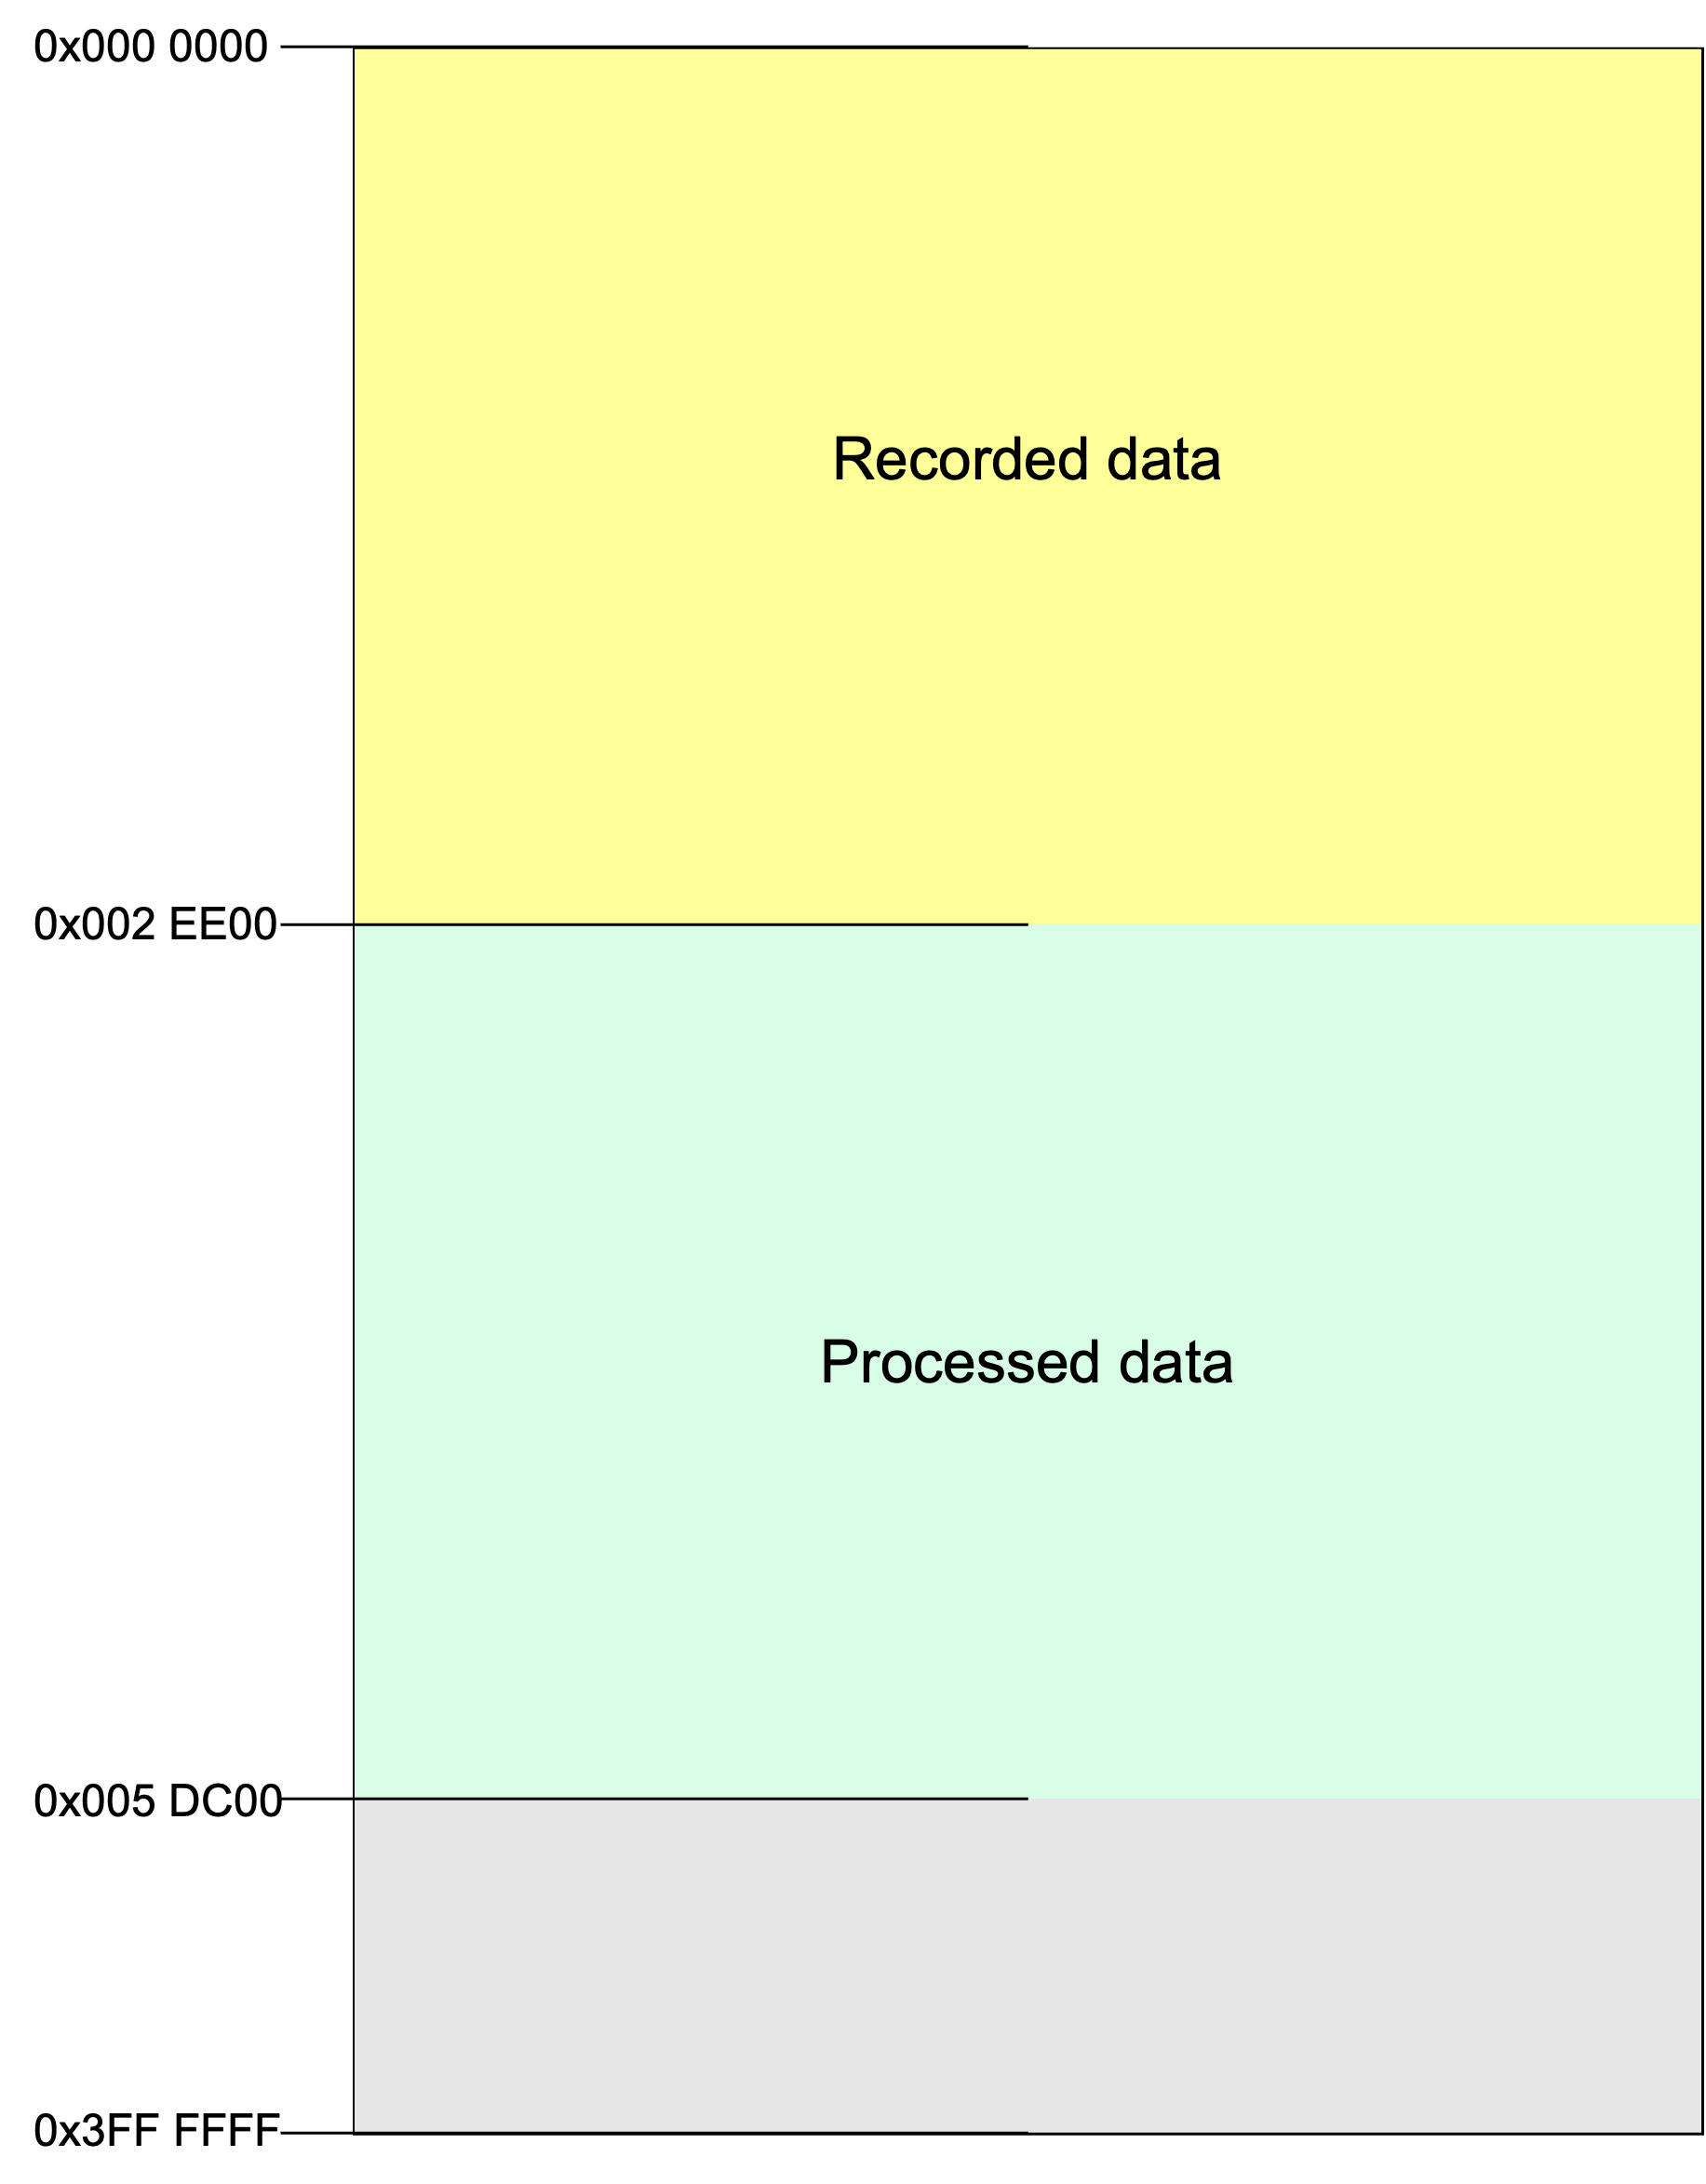 0x000 0000
Recorded data
0x002 EE00
Processed data
0x005 DC00
0x3FF FFFF